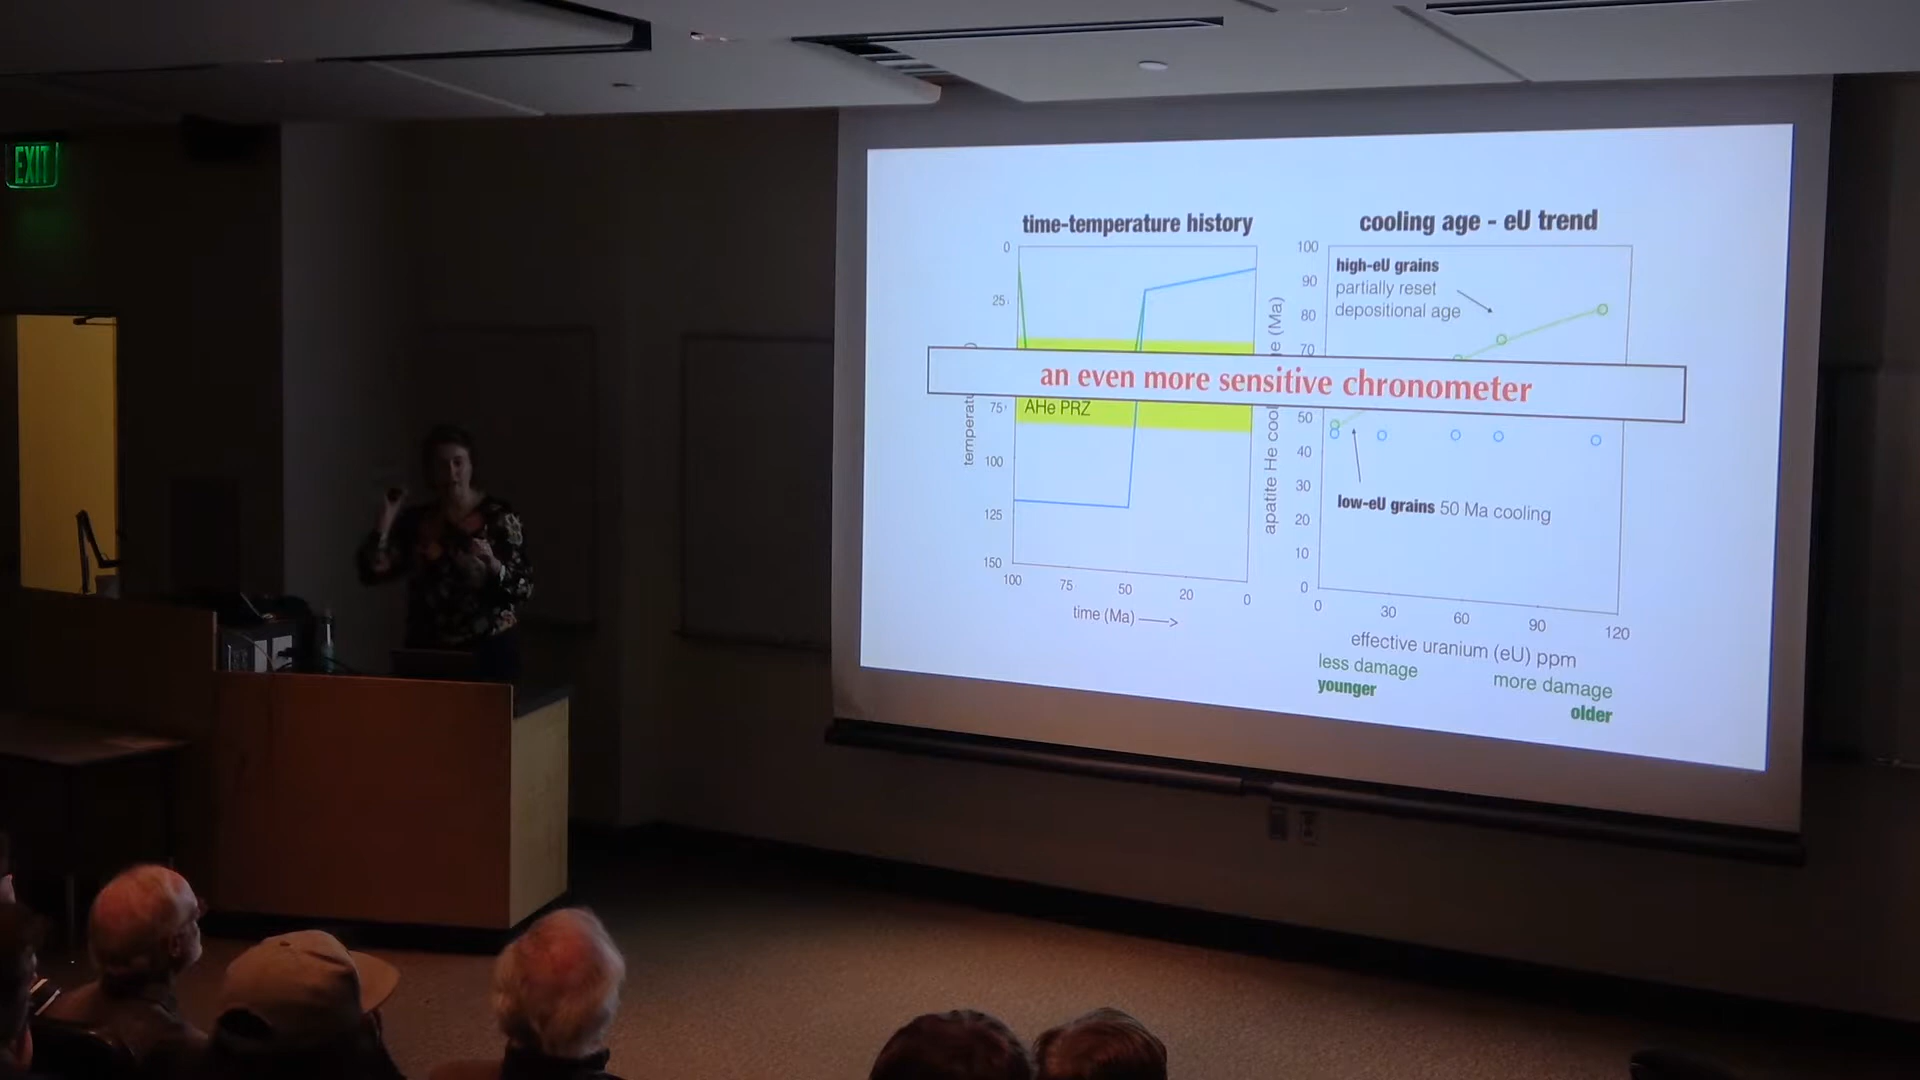 EXIT
time-temperature history
0
25
75
AHe PRZ
100
125
150
100 75 50 20 0
time (Ma)
cooling age - eU trend
100
90
80
70
50
40
30
20
10
0
high-eU grains
partially reset
depositional age
an even more sensitive chronometer
low-eU grains 50 Ma cooling
0 30 60 90 120
effective uranium (eU) ppm
less damage
younger
more damage
older
apatite He
(Ma)